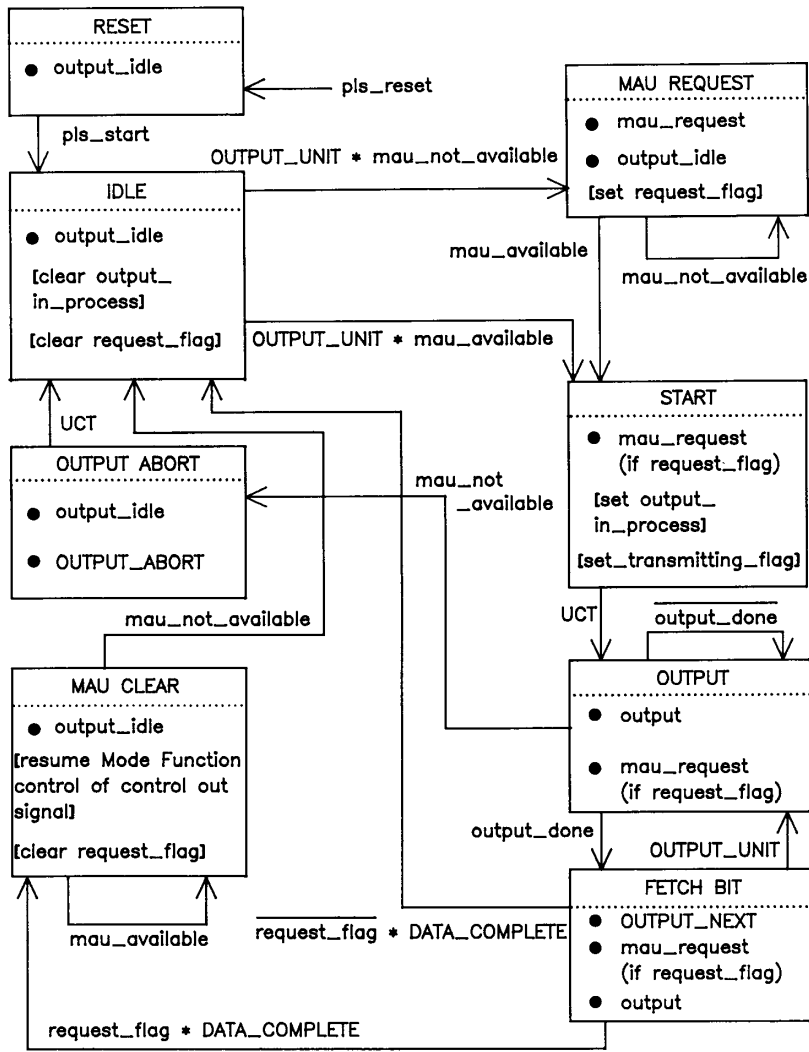 RESET
● output_idle
pls_reset
pls_start
MAU REQUEST
● mau_request
● output_idle
[set request_flag]
OUTPUT_UNIT * mau_not_available
IDLE
● output_idle
[clear output_
in_process]
[clear request_flag]
mau_available
mau_not_available
OUTPUT_UNIT * mau_available
START
● mau_request
(if request_flag)
[set output_
in_process]
[set_transmitting_flag]
UCT
OUTPUT ABORT
● output_idle
● OUTPUT_ABORT
mau_not
_available
UCT
output_done
mau_not_available
MAU CLEAR
● output_idle
[resume Mode Function
control of control out
signal]
[clear request_flag]
OUTPUT
● output
● mau_request
(if request_flag)
output_done
OUTPUT_UNIT
mau_available
FETCH BIT
● OUTPUT_NEXT
● mau_request
(if request_flag)
● output
request_flag * DATA_COMPLETE
request_flag * DATA_COMPLETE